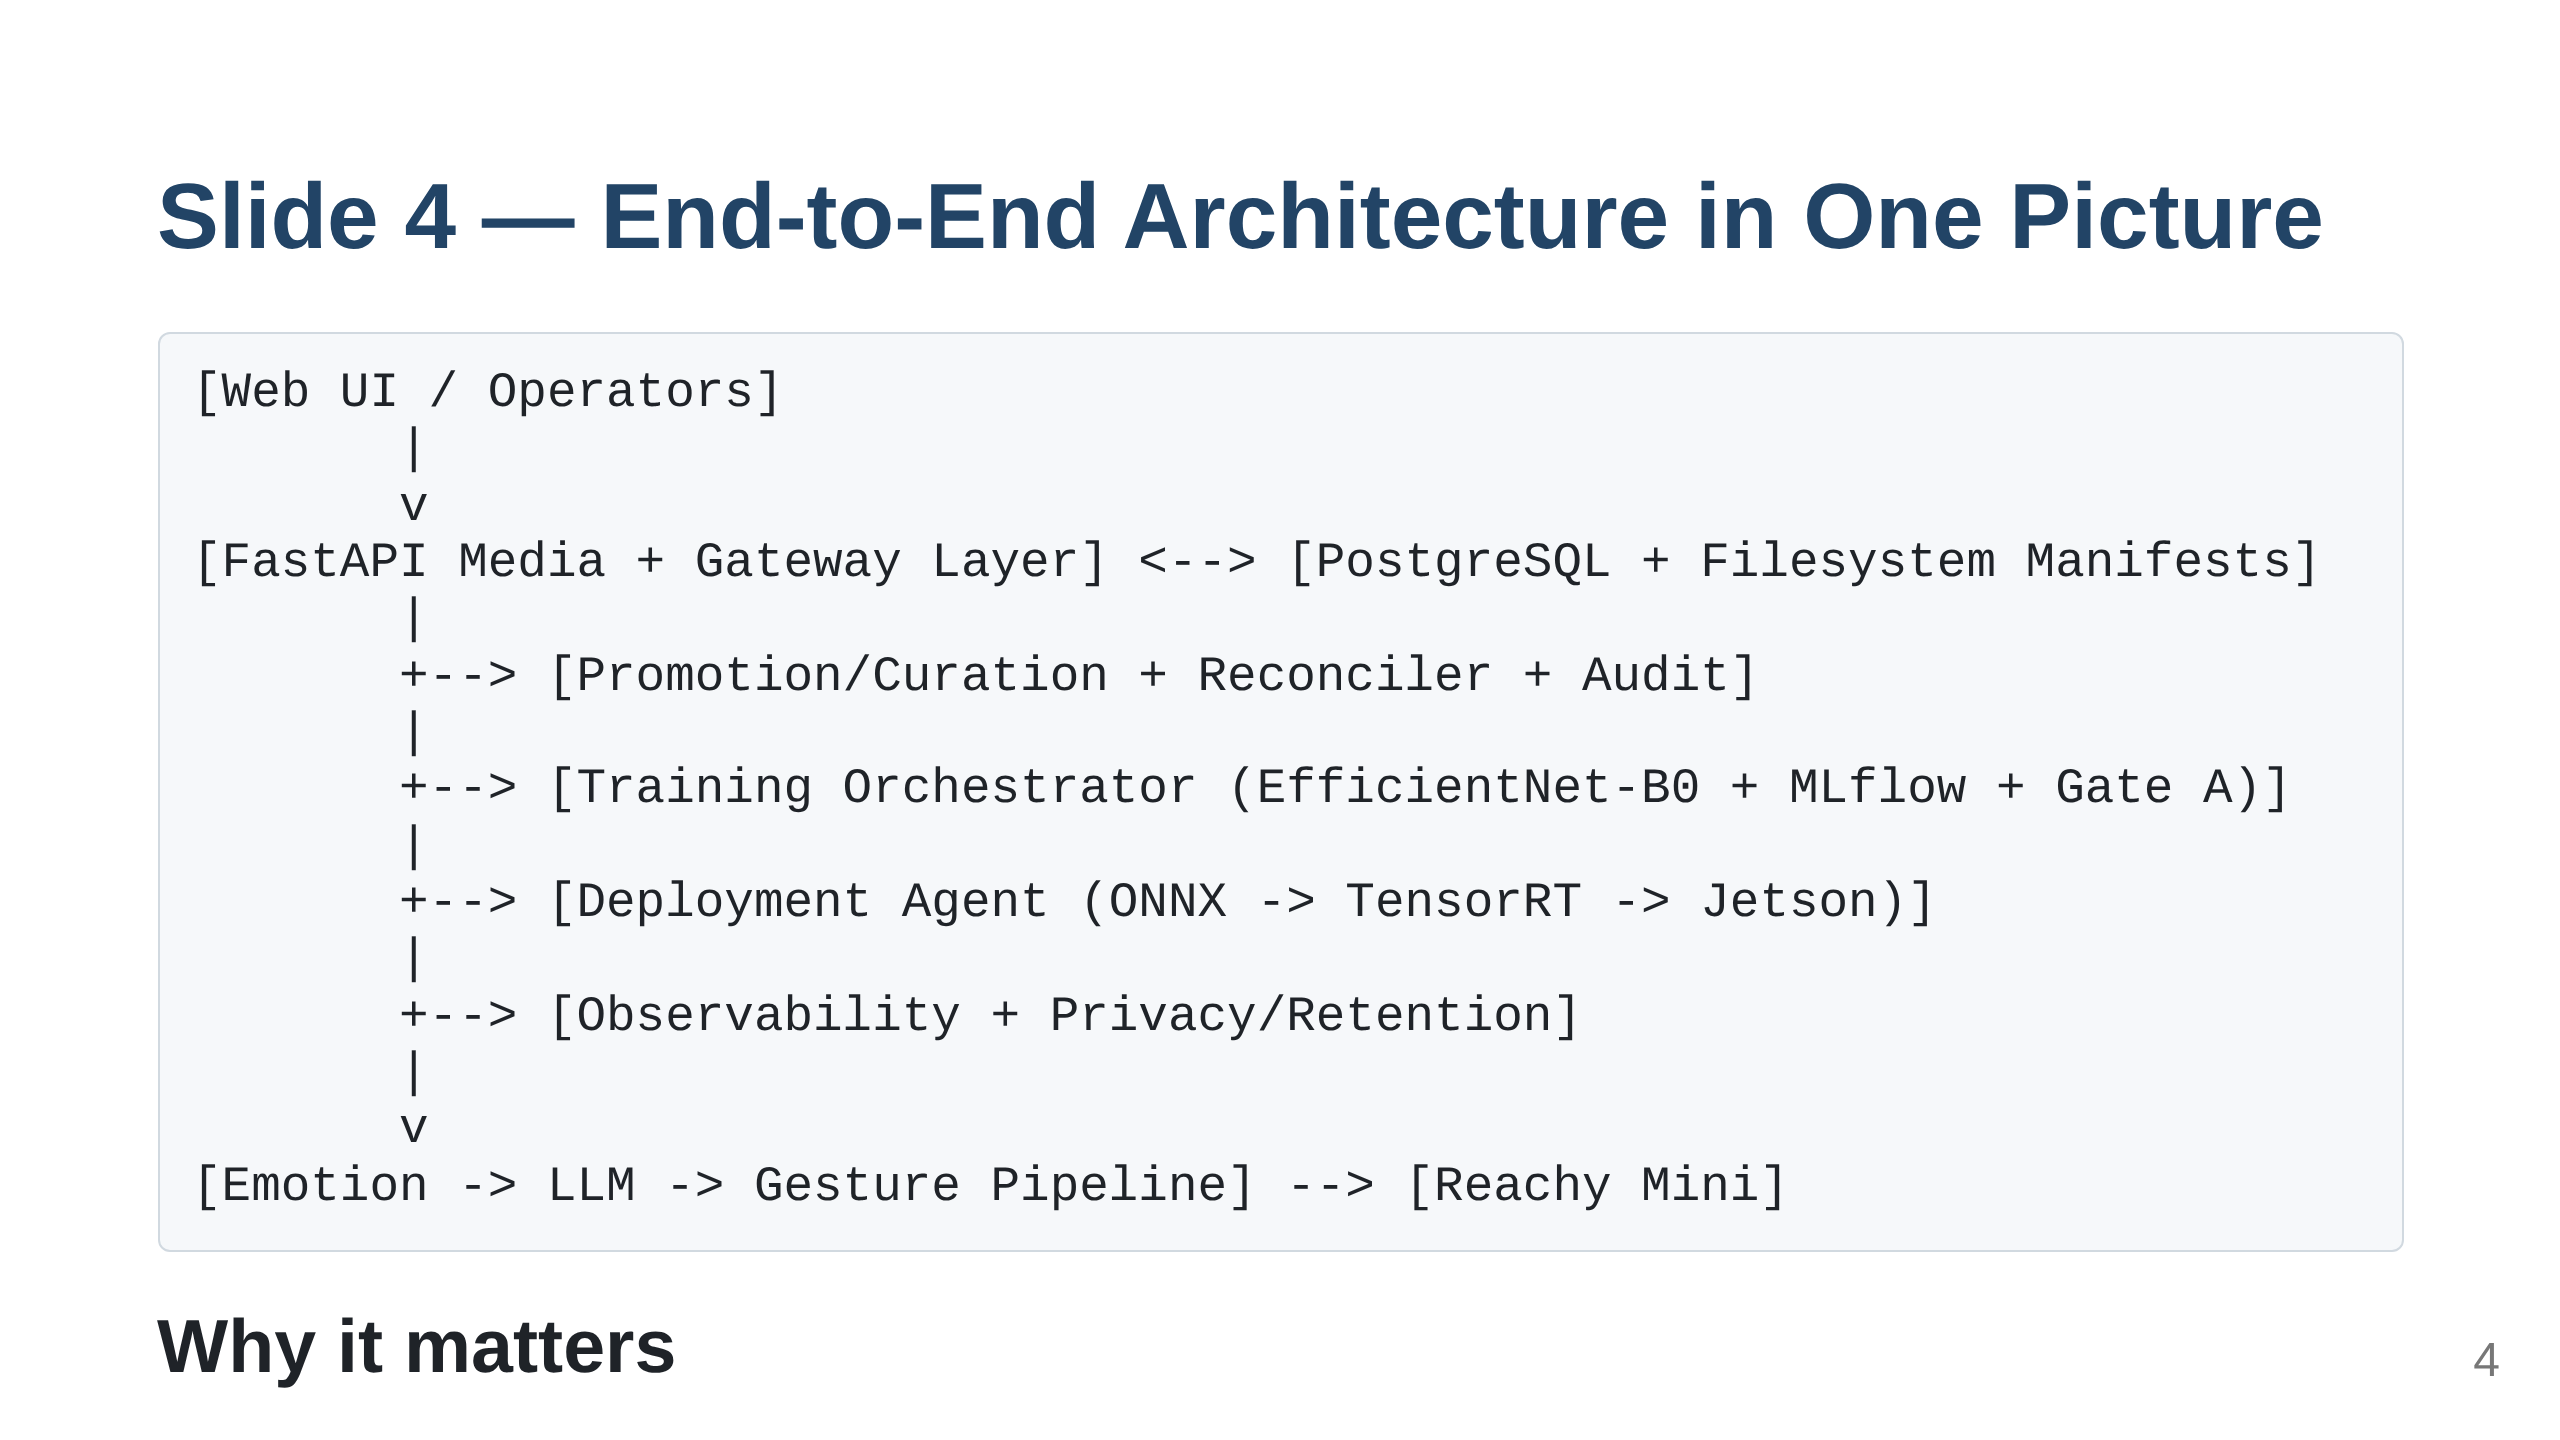 Slide 4 — End-to-End Architecture in One Picture
[Web UI / Operators]
       |
       v
[FastAPI Media + Gateway Layer] <--> [PostgreSQL + Filesystem Manifests]
       |
       +--> [Promotion/Curation + Reconciler + Audit]
       |
       +--> [Training Orchestrator (EfficientNet-B0 + MLflow + Gate A)]
       |
       +--> [Deployment Agent (ONNX -> TensorRT -> Jetson)]
       |
       +--> [Observability + Privacy/Retention]
       |
       v
[Emotion -> LLM -> Gesture Pipeline] --> [Reachy Mini]
Why it matters
4